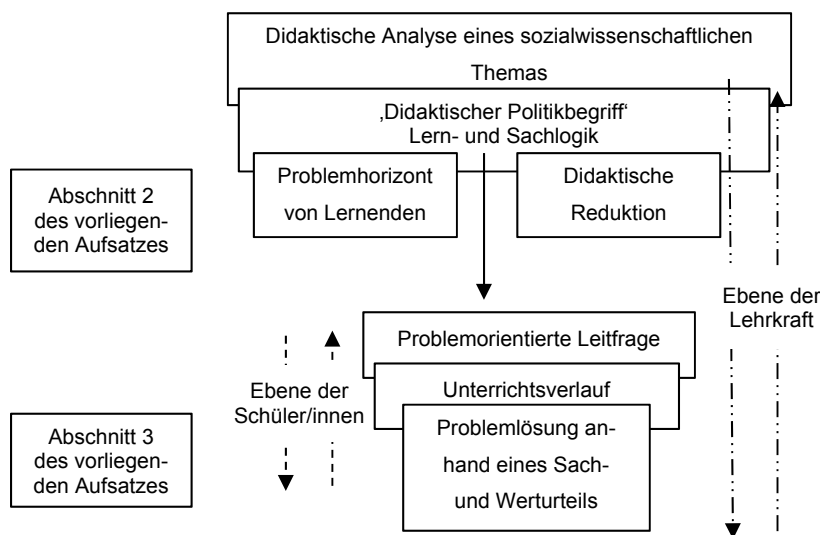 Didaktische Analyse eines sozialwissenschaftlichen
Themas
‚Didaktischer Politikbegriff‘
Lern- und Sachlogik
Problemhorizont
von Lernenden
Didaktische
Reduktion
Abschnitt 2
des vorliegen-
den Aufsatzes
Ebene der
Lehrkraft
Problemorientierte Leitfrage
Unterrichtsverlauf
Ebene der
Schüler/innen
Problemlösung an-
hand eines Sach-
und Werturteils
Abschnitt 3
des vorliegen-
den Aufsatzes